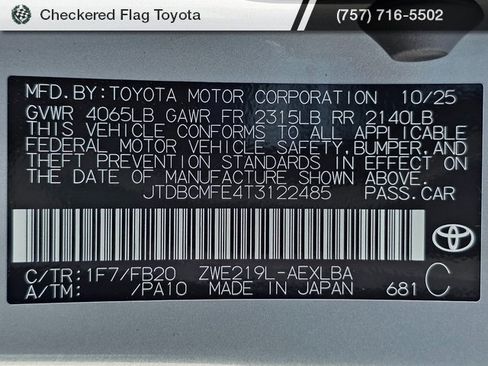 Checkered Flag Toyota (757) 716-5502
MFD.BY: TOYOTA MOTOR CORPORATION 10/25
GVWR 4065LB GAWR FR 2315LB RR 2140LB
THIS VEHICLE CONFORMS TO ALL APPLICABLE
FEDERAL MOTOR VEHICLE SAFETY,BUMPER,AND
THEFT PREVENTION STANDARDS IN EFFECT ON
THE DATE OF MANUFACTURE SHOWN ABOVE.
JTDBCMFE4T3122485 PASS.CAR
TOYOTA
C/TR: 1F7/FB20 ZWE219L-AEXLBA C
A/TM: /PA10 MADE IN JAPAN 681